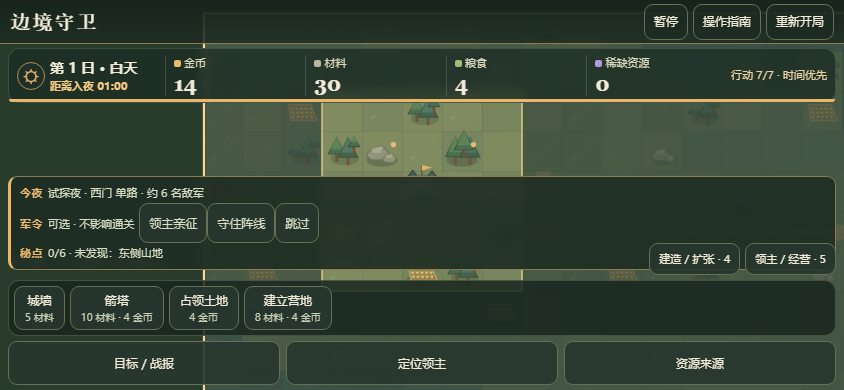 边境守卫
暂停 操作指南 重新开局
第 1 日 · 白天
距离入夜 01:00
金币 14
材料 30
粮食 4
稀缺资源 0
行动 7/7 · 时间优先
今夜 试探夜 · 西门 单路 · 约 6 名敌军
军令 可选 · 不影响通关 领主亲征 守住阵线 跳过
秘点 0/6 · 未发现：东侧山地
建造 / 扩张 · 4 领主 / 经营 · 5
城墙 箭塔 占领土地 建立营地
5 材料 10 材料 · 4 金币 4 金币 8 材料 · 4 金币
目标 / 战报 定位领主 资源来源